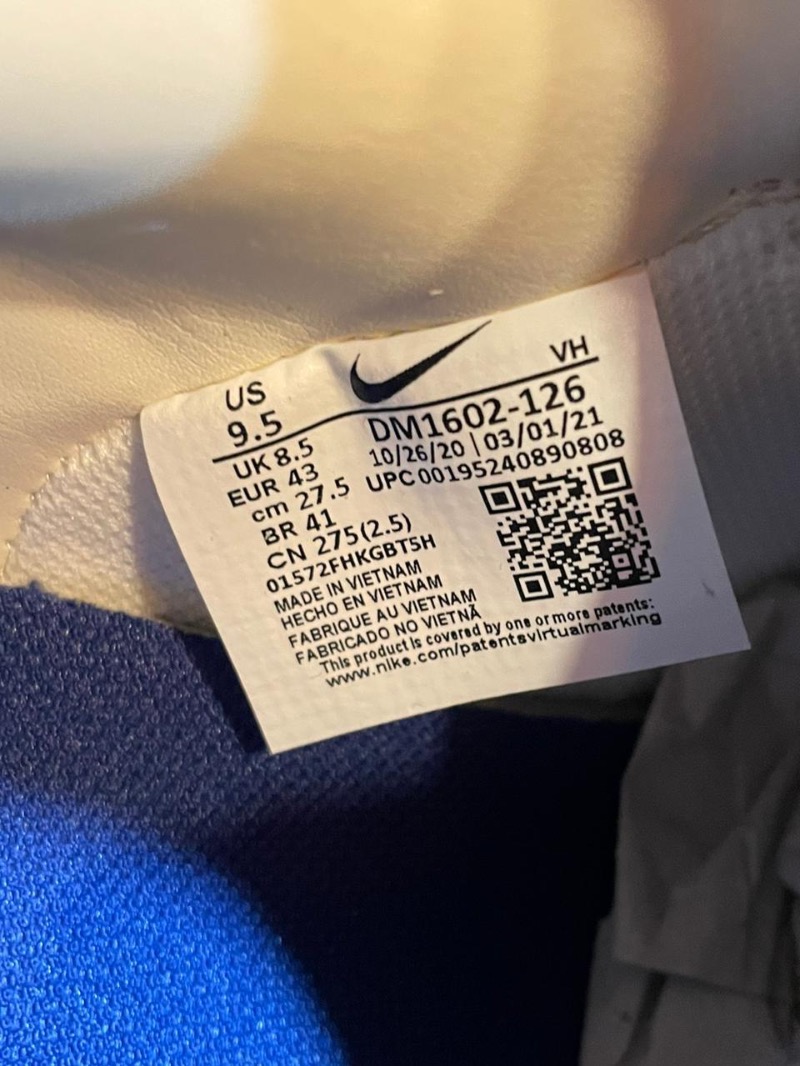 VH
US
9.5
DM1602-126
10/26/20 | 03/01/21
UPC 00195240890808
UK 8.5
EUR 43
cm 27.5
BR 41
CN 275(2.5)
01572FHKGBT5H
MADE IN VIETNAM
HECHO EN VIETNAM
FABRIQUE AU VIETNAM
FABRICADO NO VIETNÃ
This product is covered by one or more patents:
www.nike.com/patentsvirtualmarking